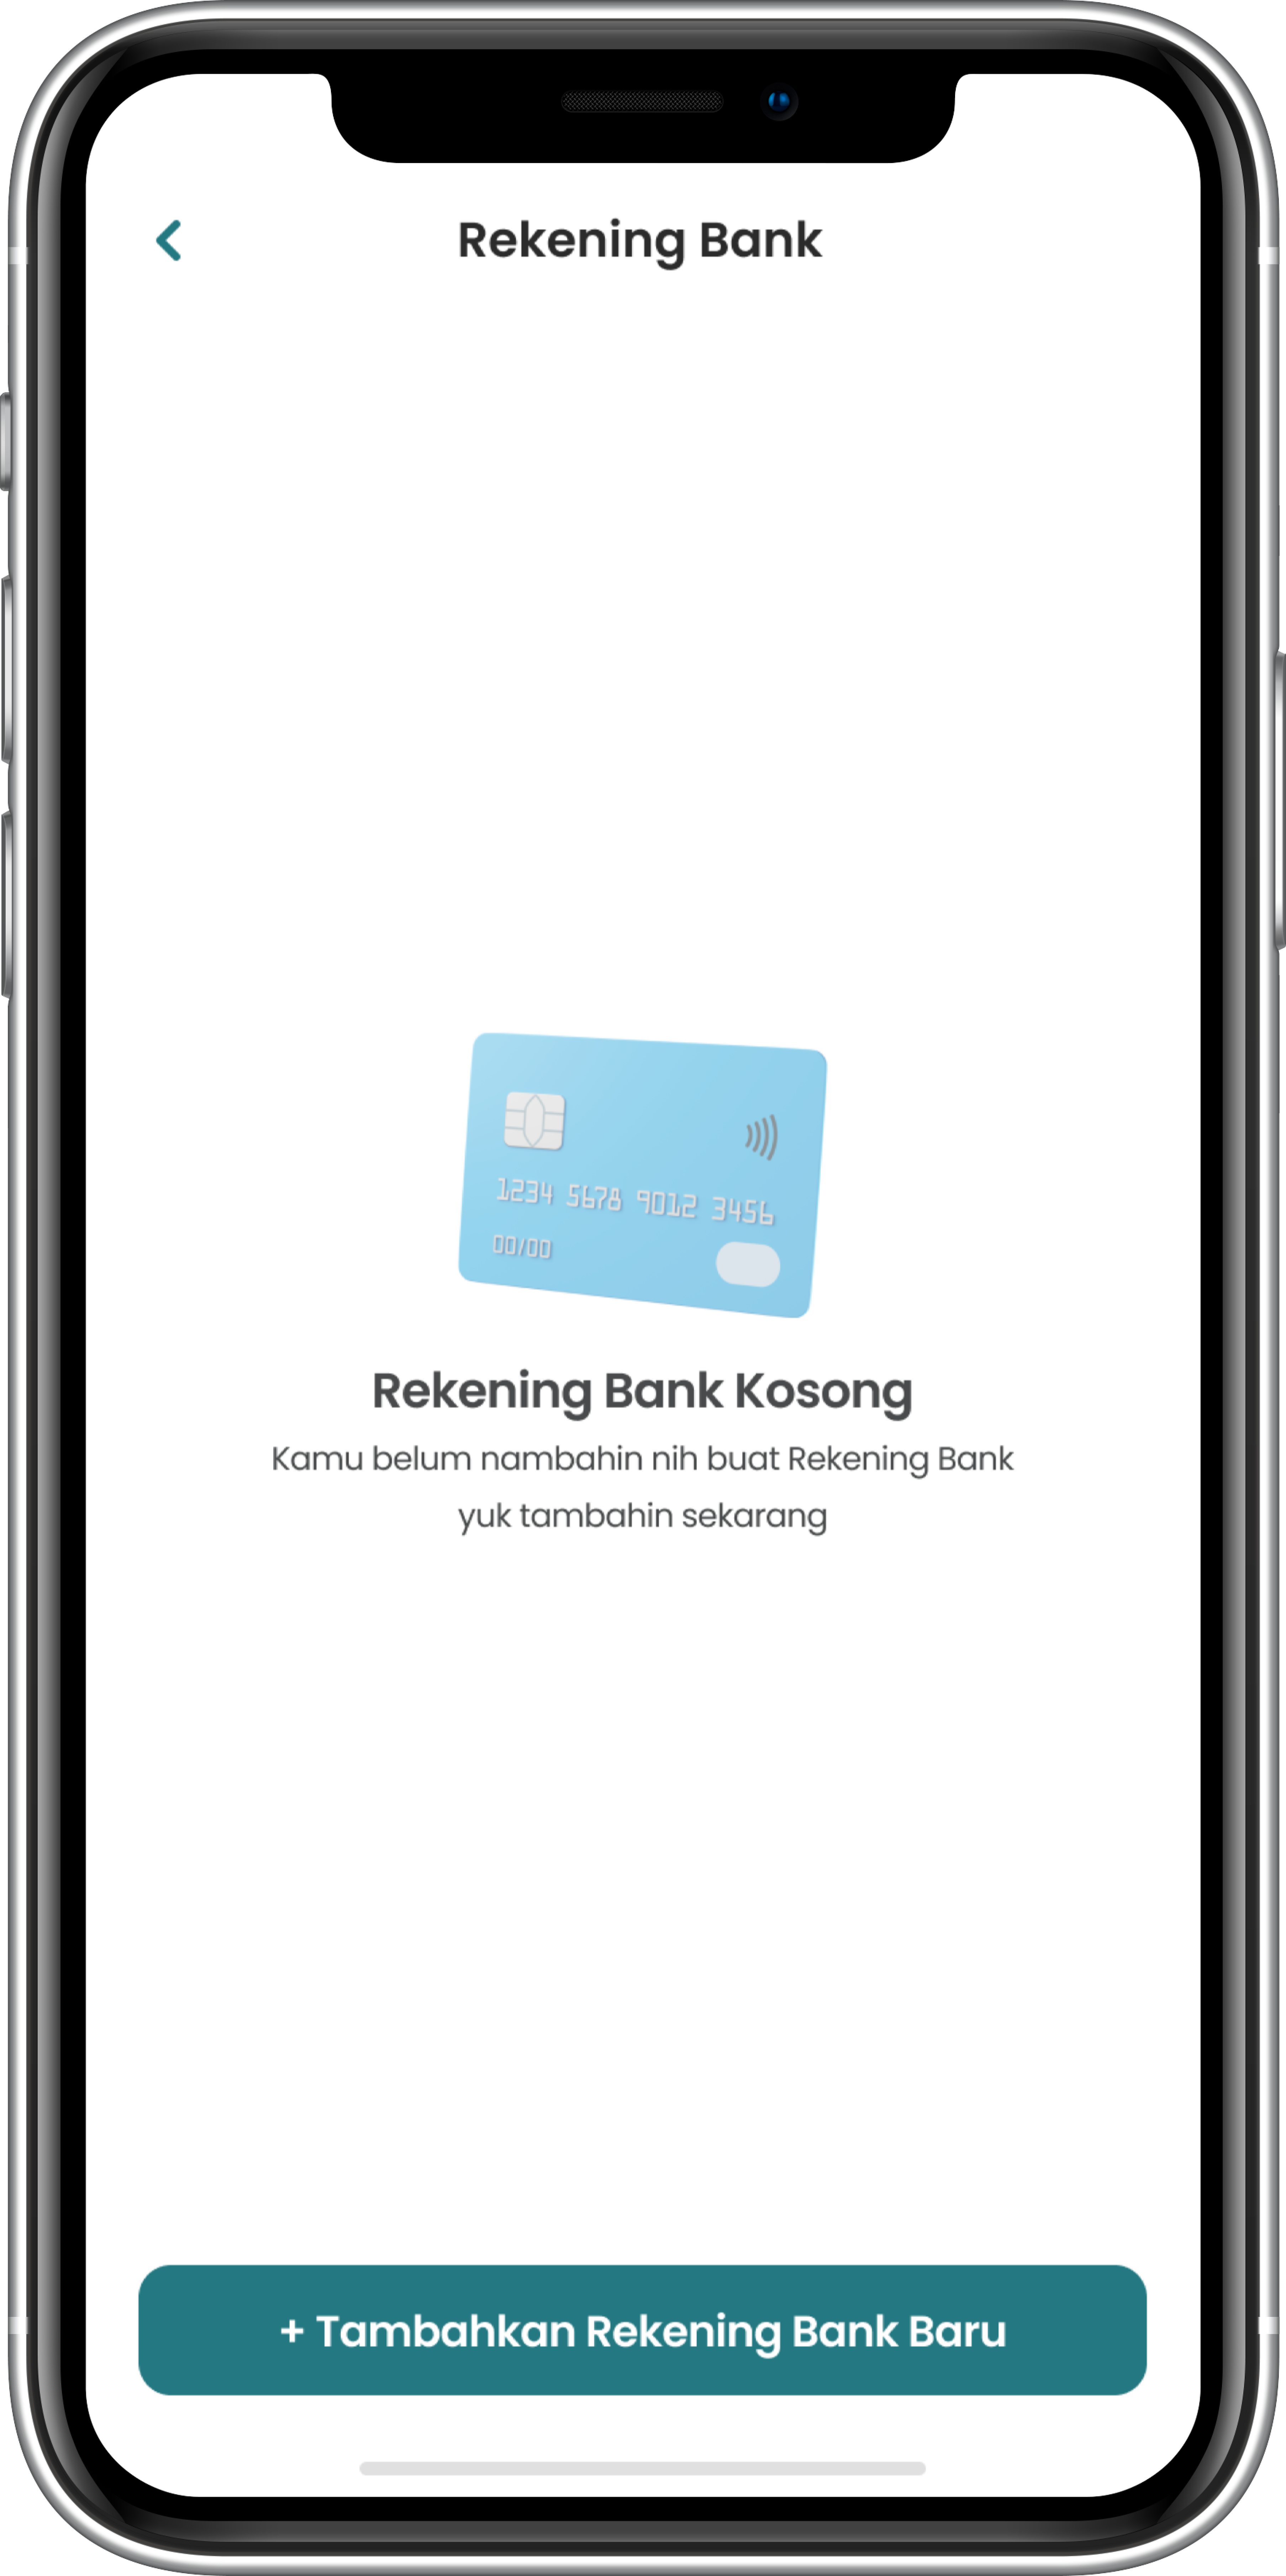 Rekening Bank
1234 5678 9012 3456
00/00
Rekening Bank Kosong
Kamu belum nambahin nih buat Rekening Bank
yuk tambahin sekarang
+ Tambahkan Rekening Bank Baru